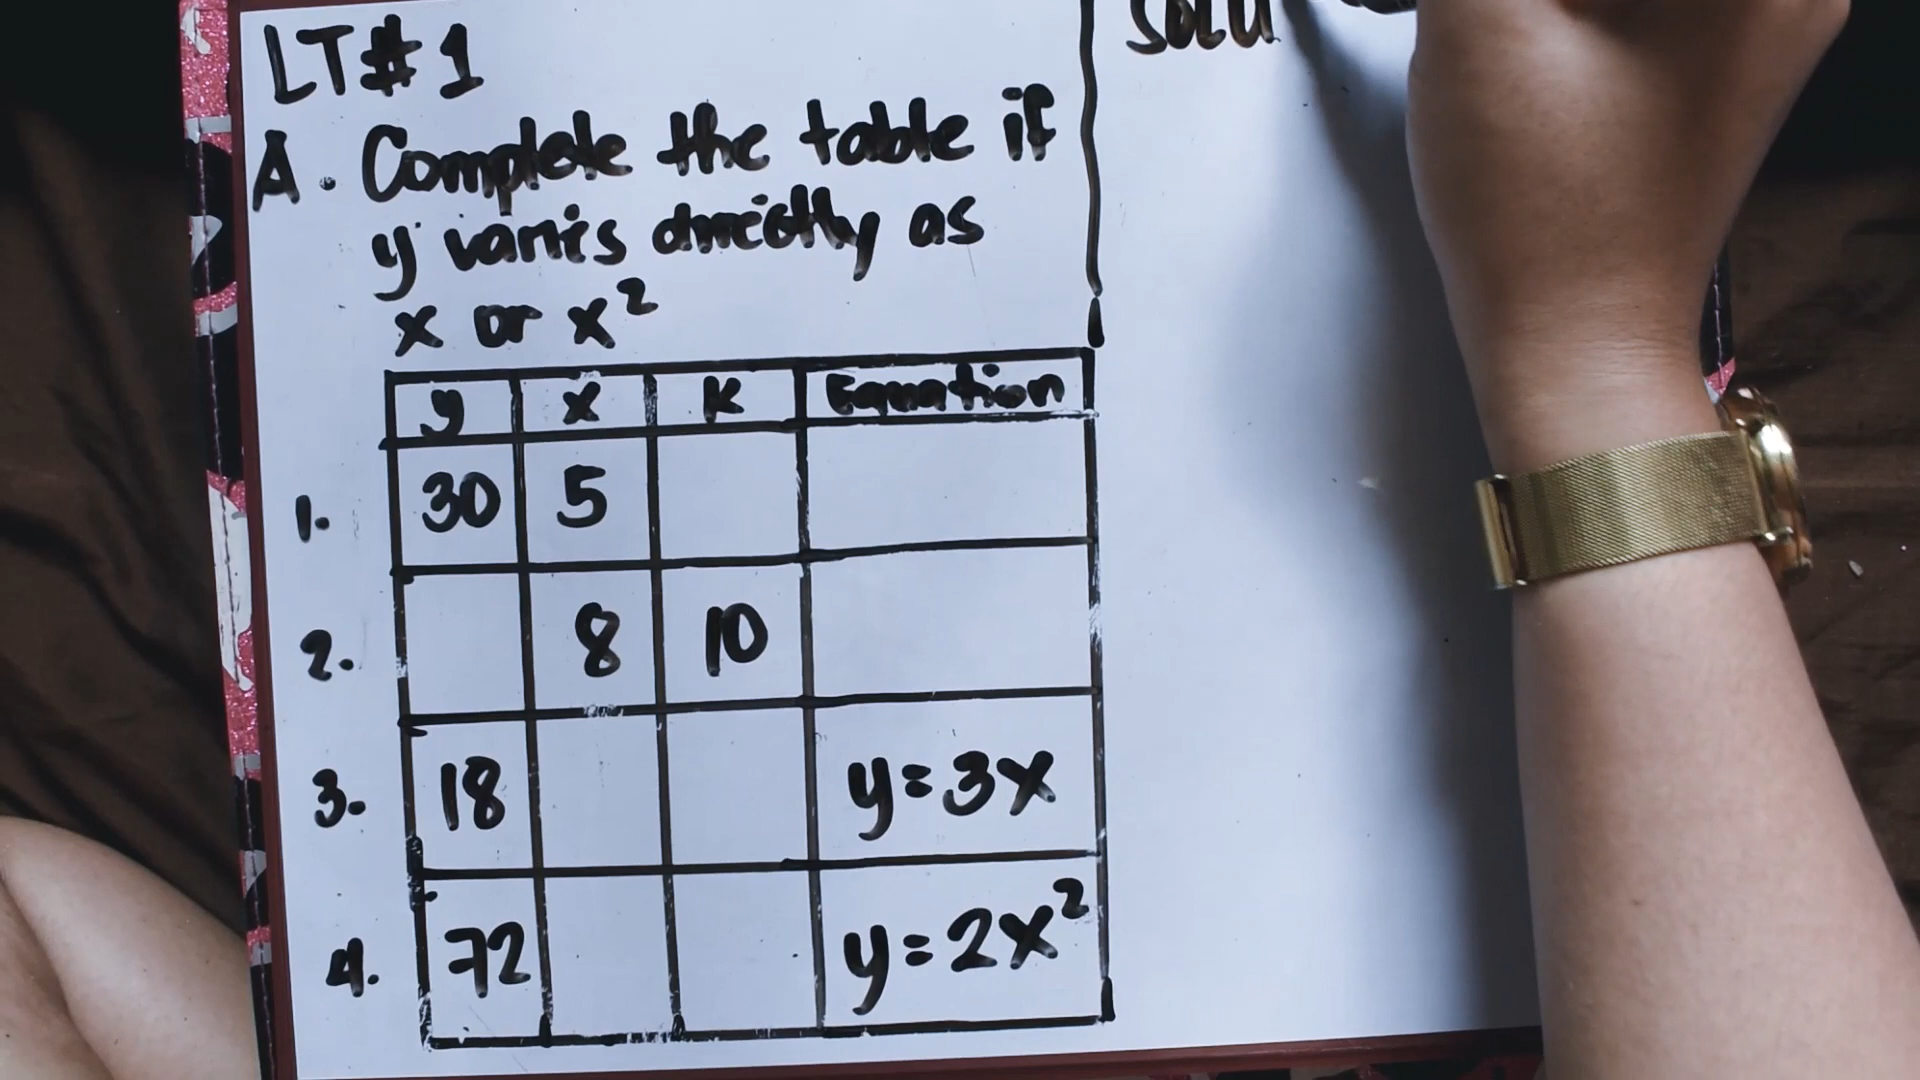 LT#1
A. Complete the table if
y varies directly as
x or x²
y x K Equation
1. 30 5
2. 8 10
3. 18 y=3x
4. 72 y=2x²
SOLU